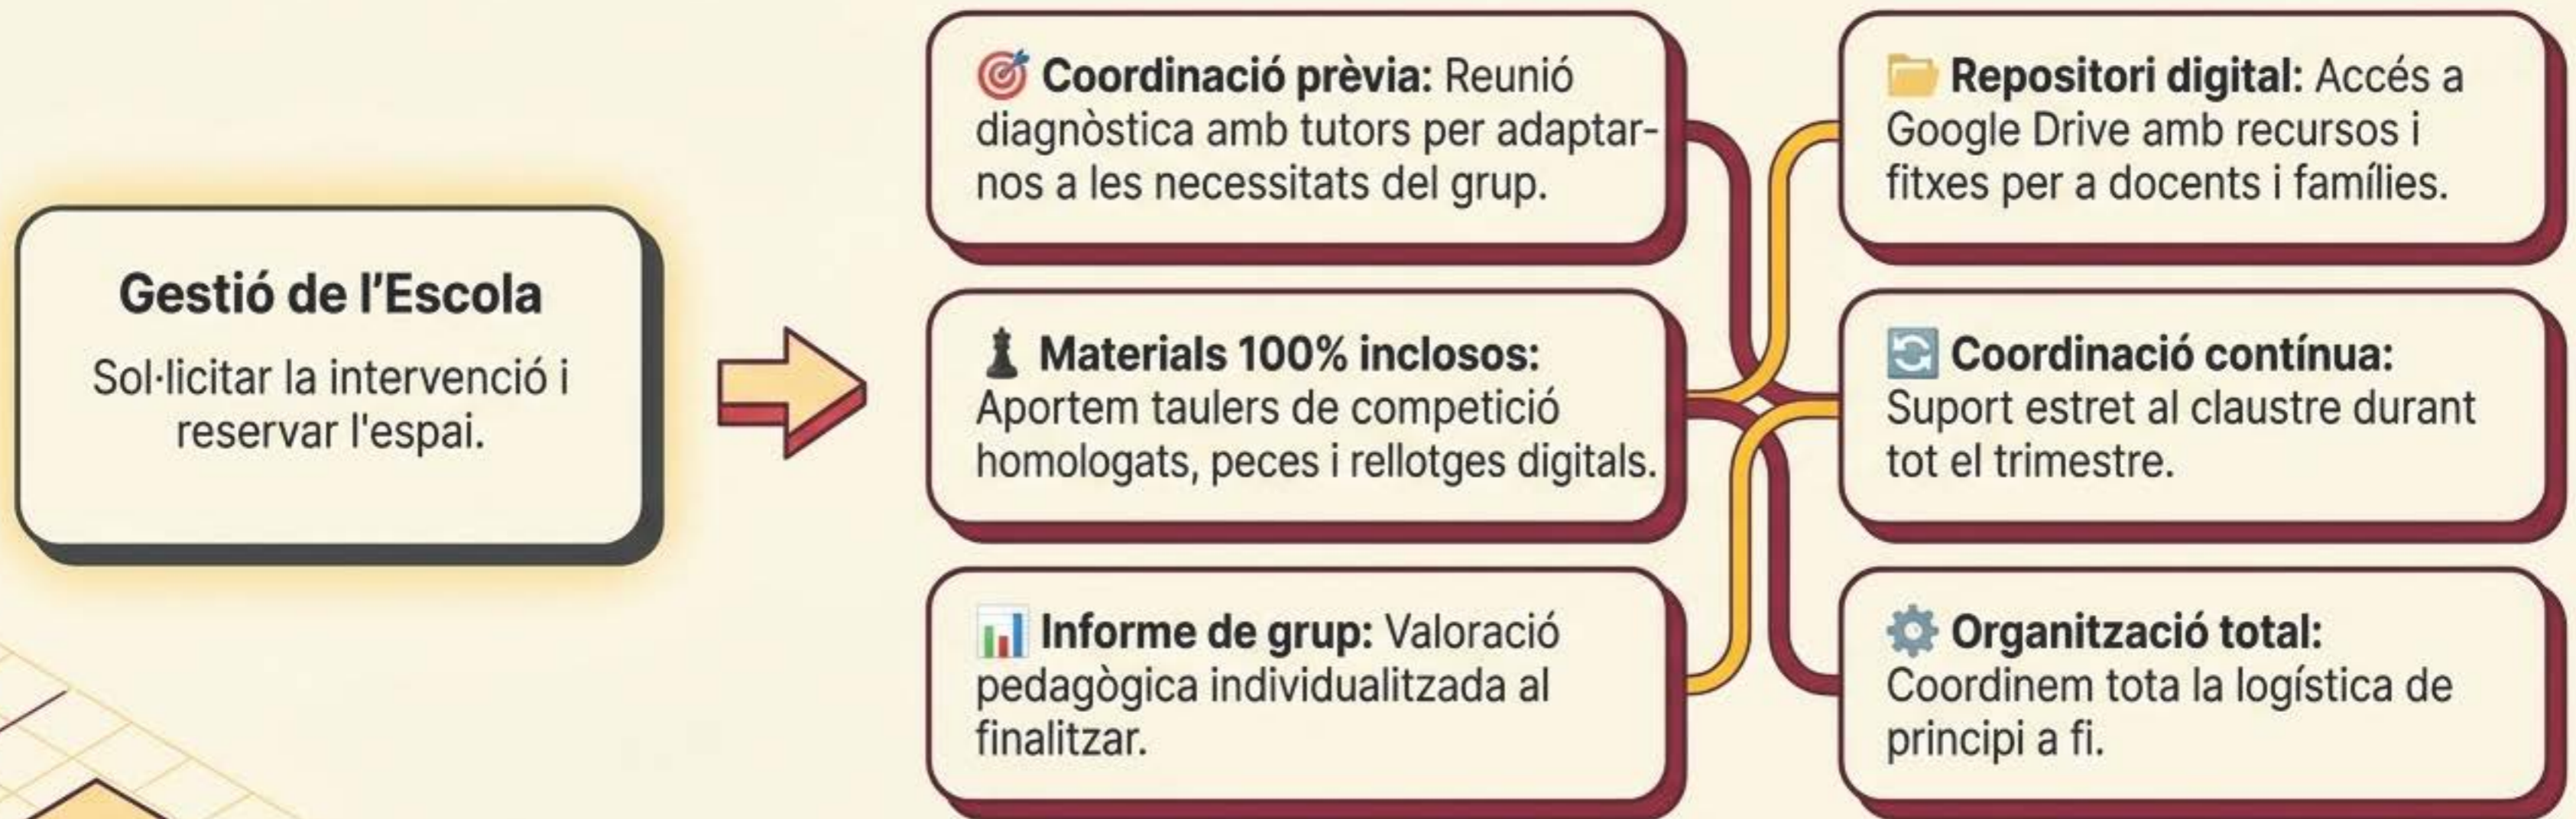 Gestió de l'Escola
Sol·licitar la intervenció i
reservar l'espai.
Coordinació prèvia: Reunió
diagnòstica amb tutors per adaptar-
nos a les necessitats del grup.
Materials 100% inclosos:
Aportem taulers de competició
homologats, peces i rellotges digitals.
Informe de grup: Valoració
pedagògica individualitzada al
finalitzar.
Repositori digital: Accés a
Google Drive amb recursos i
fitxes per a docents i famílies.
Coordinació contínua:
Suport estret al claustre durant
tot el trimestre.
Organització total:
Coordinem tota la logística de
principi a fi.